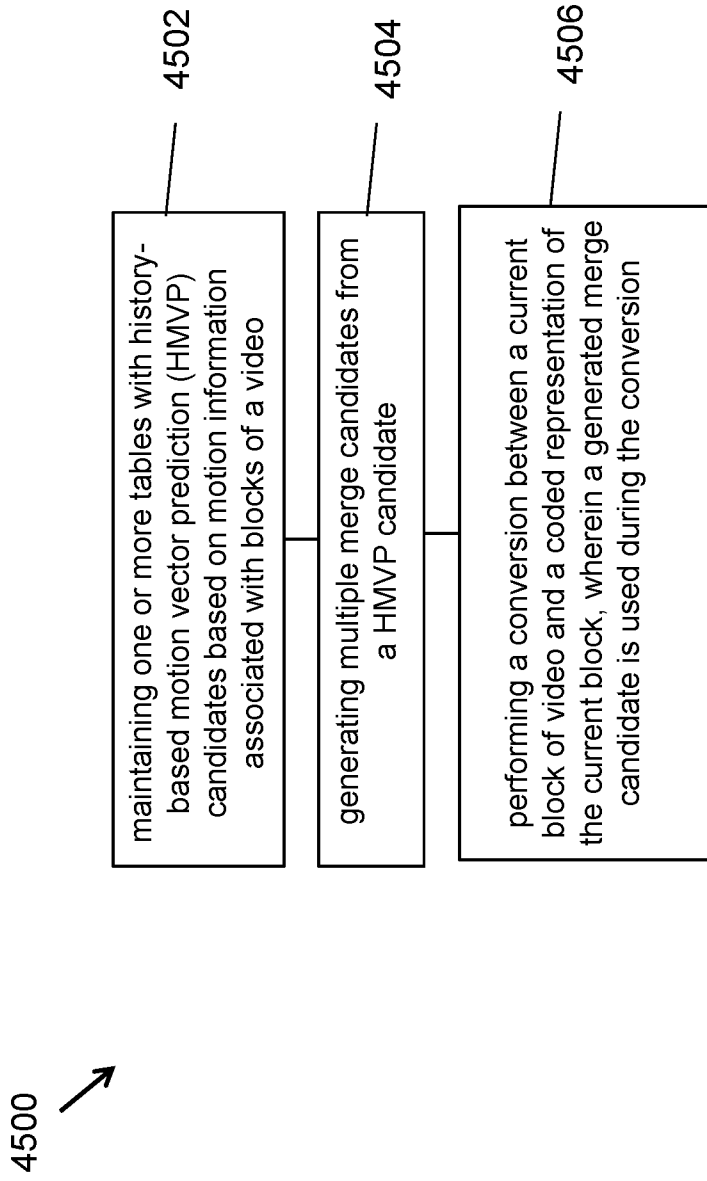 4500
maintaining one or more tables with history-
based motion vector prediction (HMVP)
candidates based on motion information
associated with blocks of a video
4502
generating multiple merge candidates from
a HMVP candidate
4504
performing a conversion between a current
block of video and a coded representation of
the current block, wherein a generated merge
candidate is used during the conversion
4506